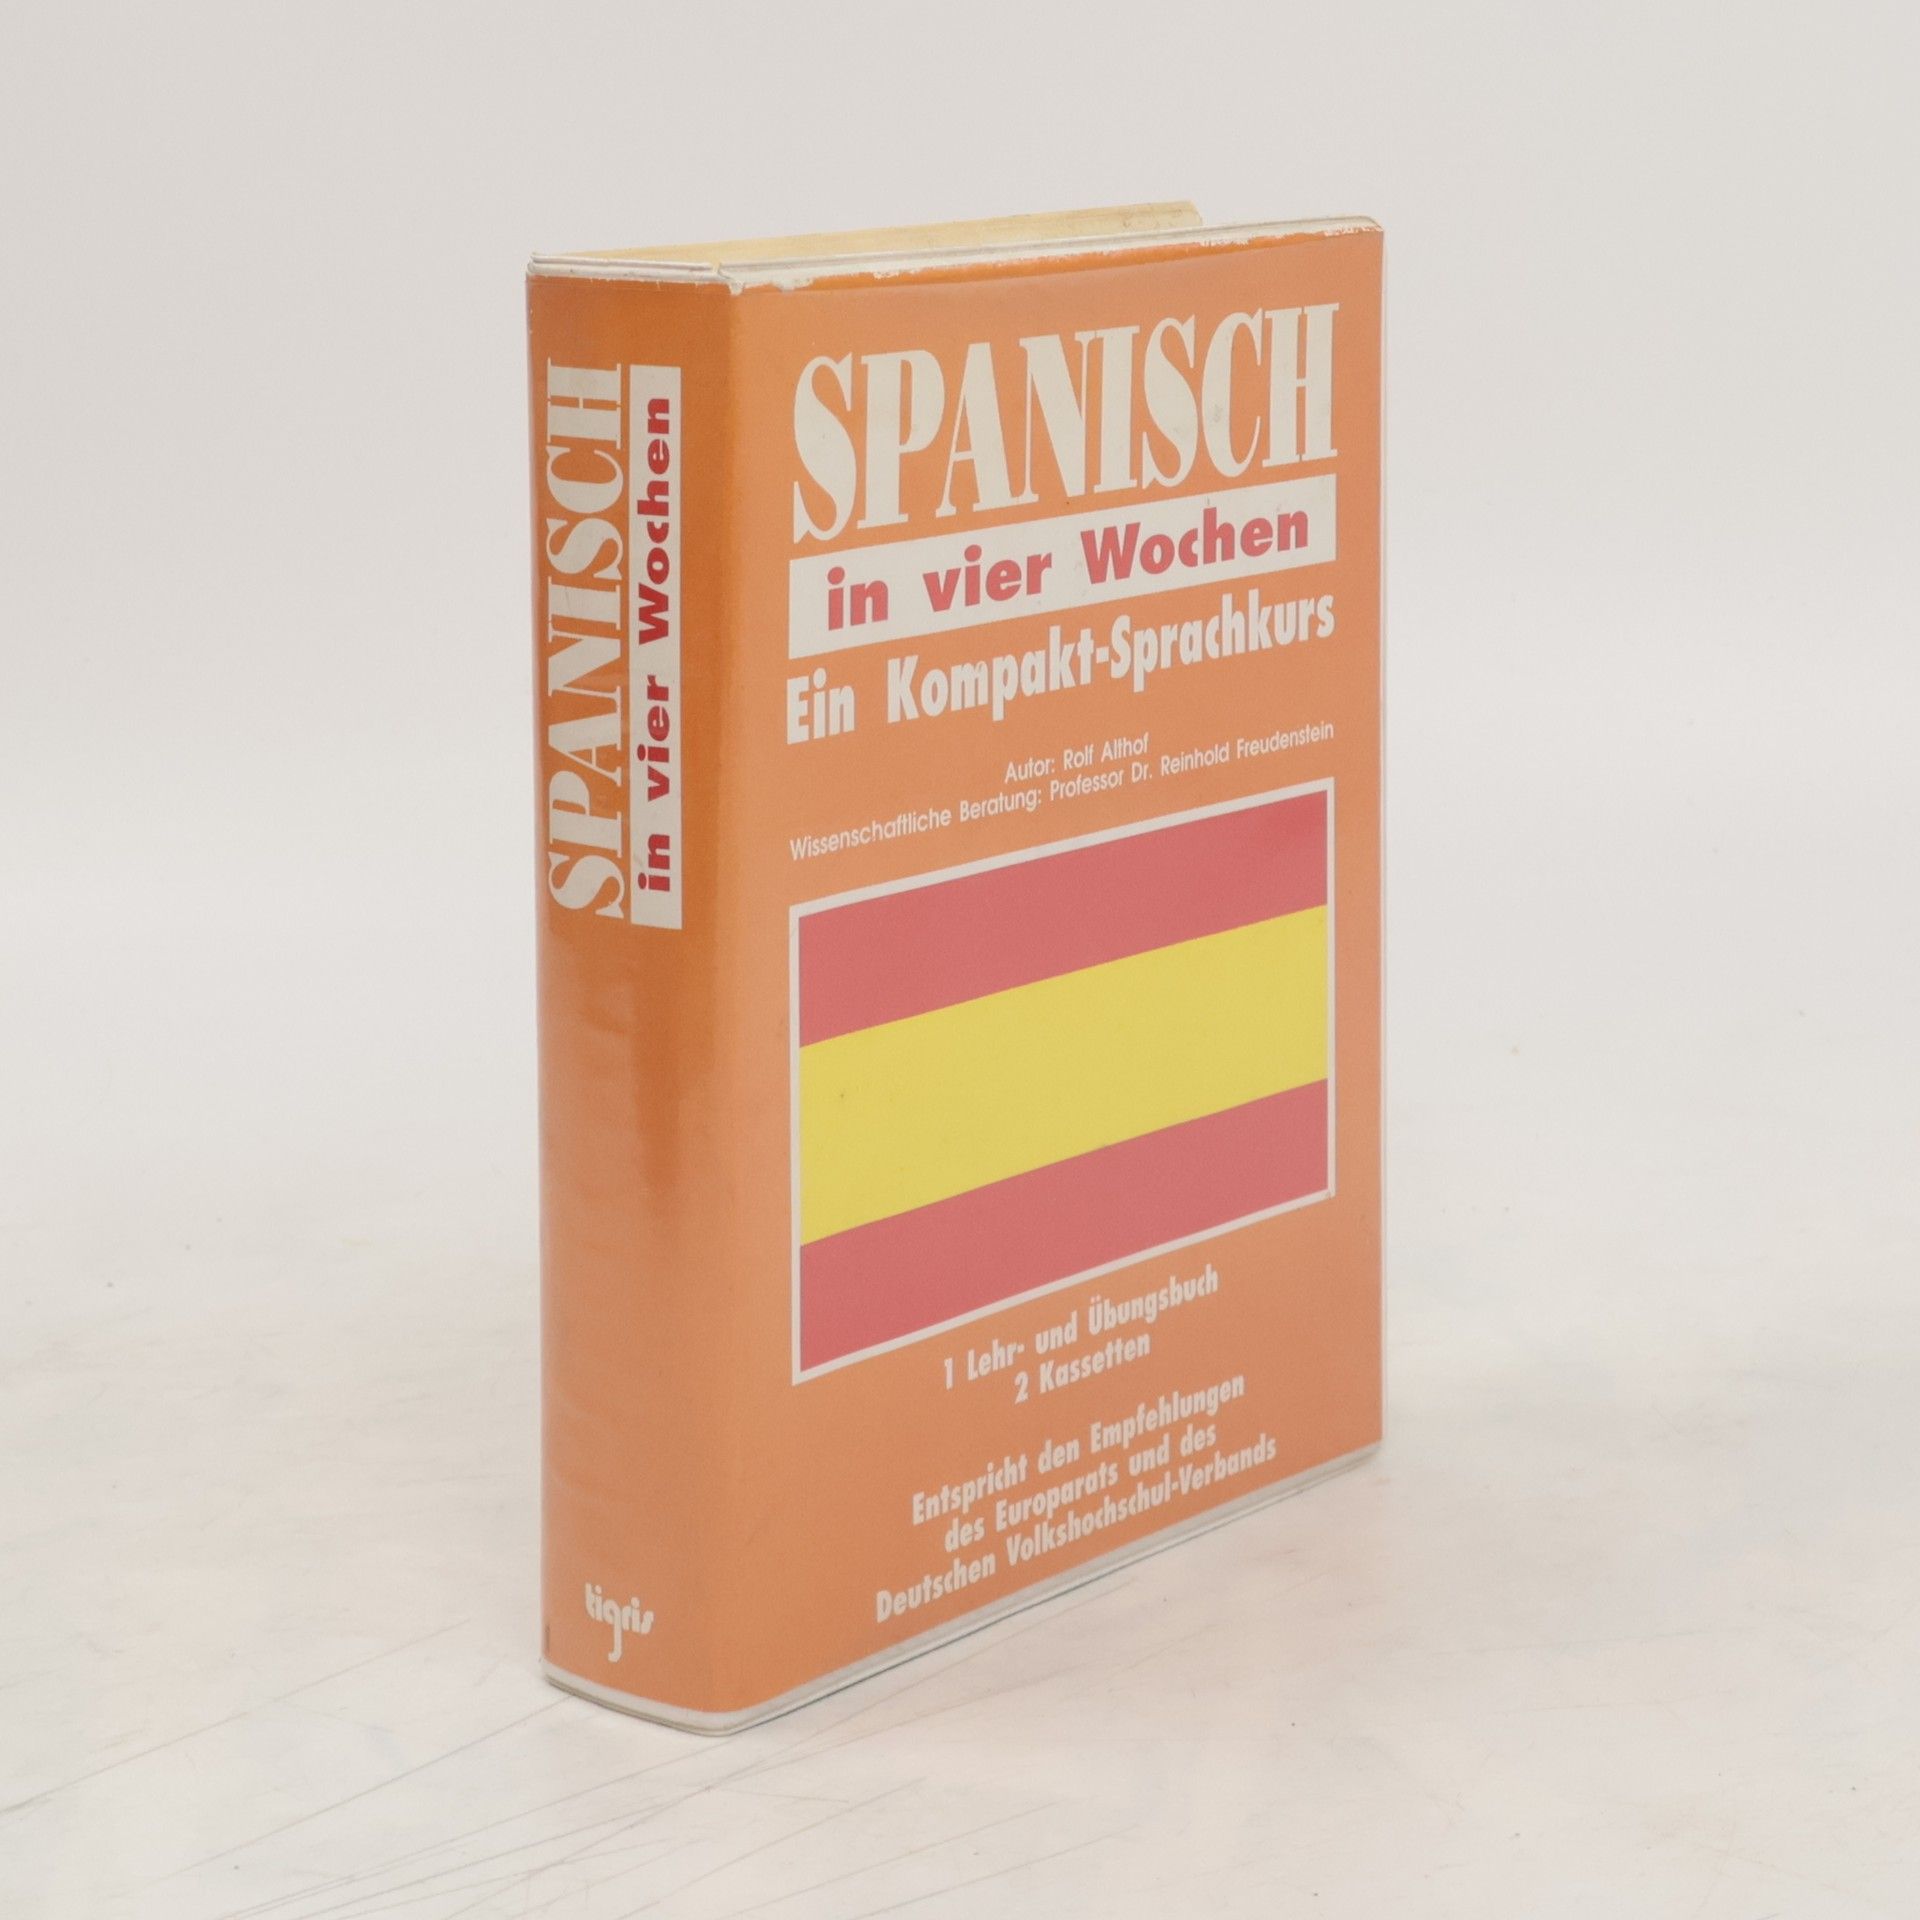 SPANISCH
in vier Wochen
tigris
SPANISCH
in vier Wochen
Ein Kompakt-Sprachkurs
Autor: Rolf Althof
Wissenschaftliche Beratung: Professor Dr. Reinhold Freudenstein
1 Lehr- und Übungsbuch
2 Kassetten
Entspricht den Empfehlungen
des Europarats und des
Deutschen Volkshochschul-Verbands